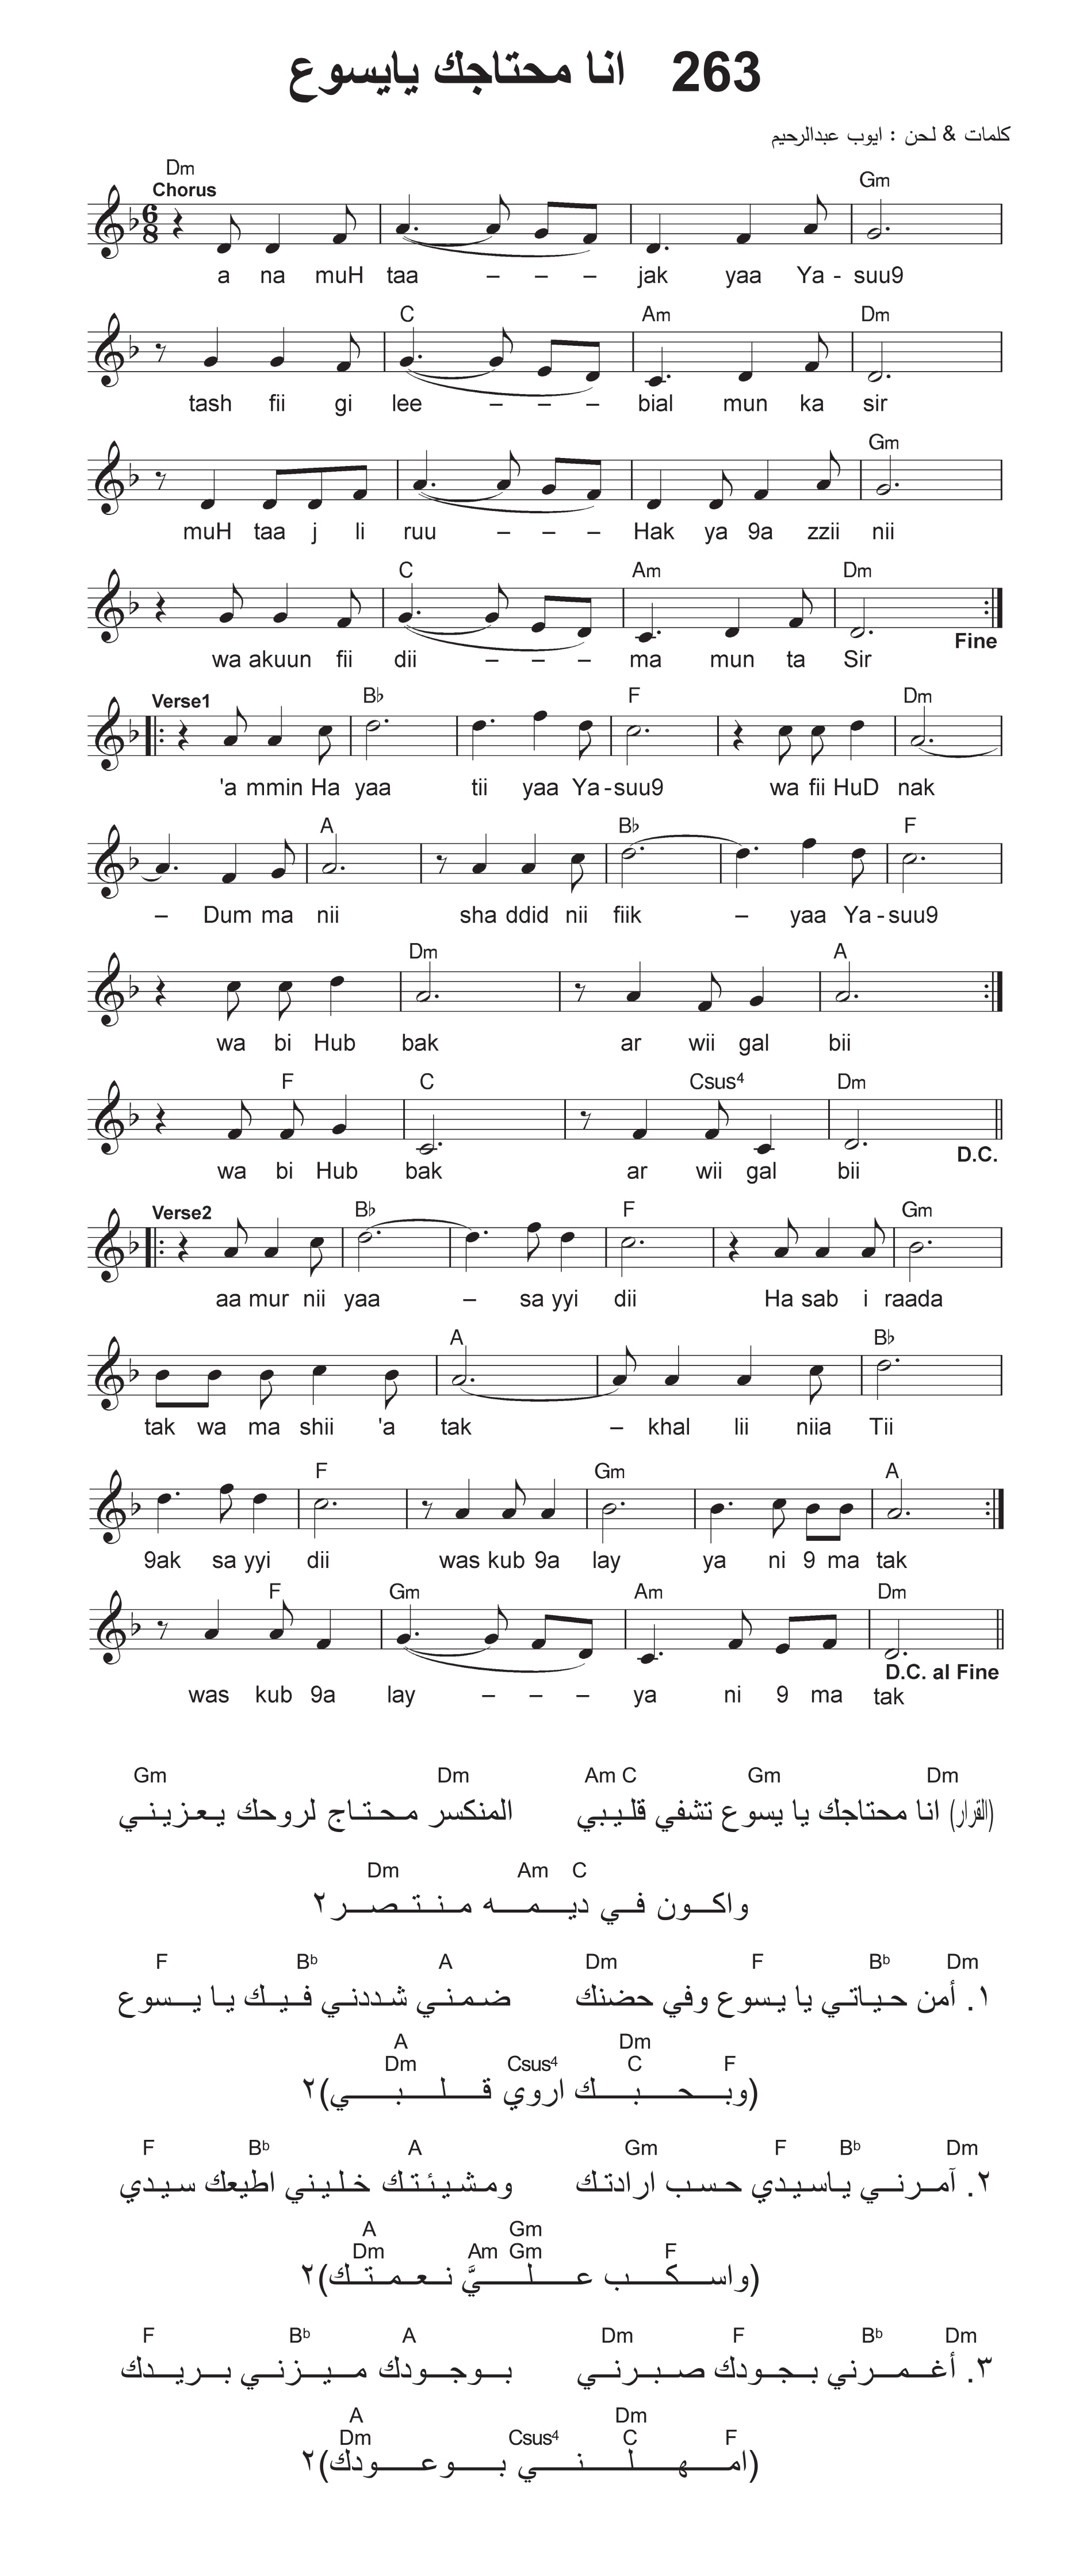 263 انا محتاجك يايسوع
كلمات & لحن : ايوب عبدالرحيم
Dm Gm
Chorus
6 8
a na muH taa – – – jak yaa Ya - suu9
C Am Dm
tash fii gi lee – – – bial mun ka sir
Gm
muH taa j li ruu – – – Hak ya 9a zzii nii
C Am Dm
Fine
wa akuun fii dii – – – ma mun ta Sir
Verse1 B♭ F Dm
'a mmin Ha yaa tii yaa Ya - suu9 wa fii HuD nak
A B♭ F
– Dum ma nii sha ddid nii fiik – yaa Ya - suu9
Dm A
wa bi Hub bak ar wii gal bii
F C Csus4 Dm
D.C.
wa bi Hub bak ar wii gal bii
Verse2 B♭ F Gm
aa mur nii yaa – sa yyi dii Ha sab i raada
A B♭
tak wa ma shii 'a tak – khal lii niia Tii
F Gm A
9ak sa yyi dii was kub 9a lay ya ni 9 ma tak
F Gm Am Dm
D.C. al Fine
was kub 9a lay – – – ya ni 9 ma tak
Gm Dm Am C Gm Dm
(القرار) انا محتاجك يا يسوع تشفي قليبي المنكسر محتاج لروحك يعزيني
Dm Am C
واكون في ديمه منتصر٢
F Bb A Dm F Bb Dm
١. أمن حياتي يا يسوع وفي حضنك ضمني شددني فيك يا يسوع
A Dm
Dm Csus4 C F
(وبحبك اروي قلبي)٢
F Bb A Gm F Bb Dm
٢. آمرني ياسيدي حسب ارادتك ومشيئتك خليني اطيعك سيدي
A Gm
Dm Am Gm F
(واسكب عليَّ نعمتك)٢
F Bb A Dm F Bb Dm
٣. أغمرني بجودك صبرني بوجودك ميزني بريدك
A Dm
Dm Csus4 C F
(امهلني بوعودك)٢